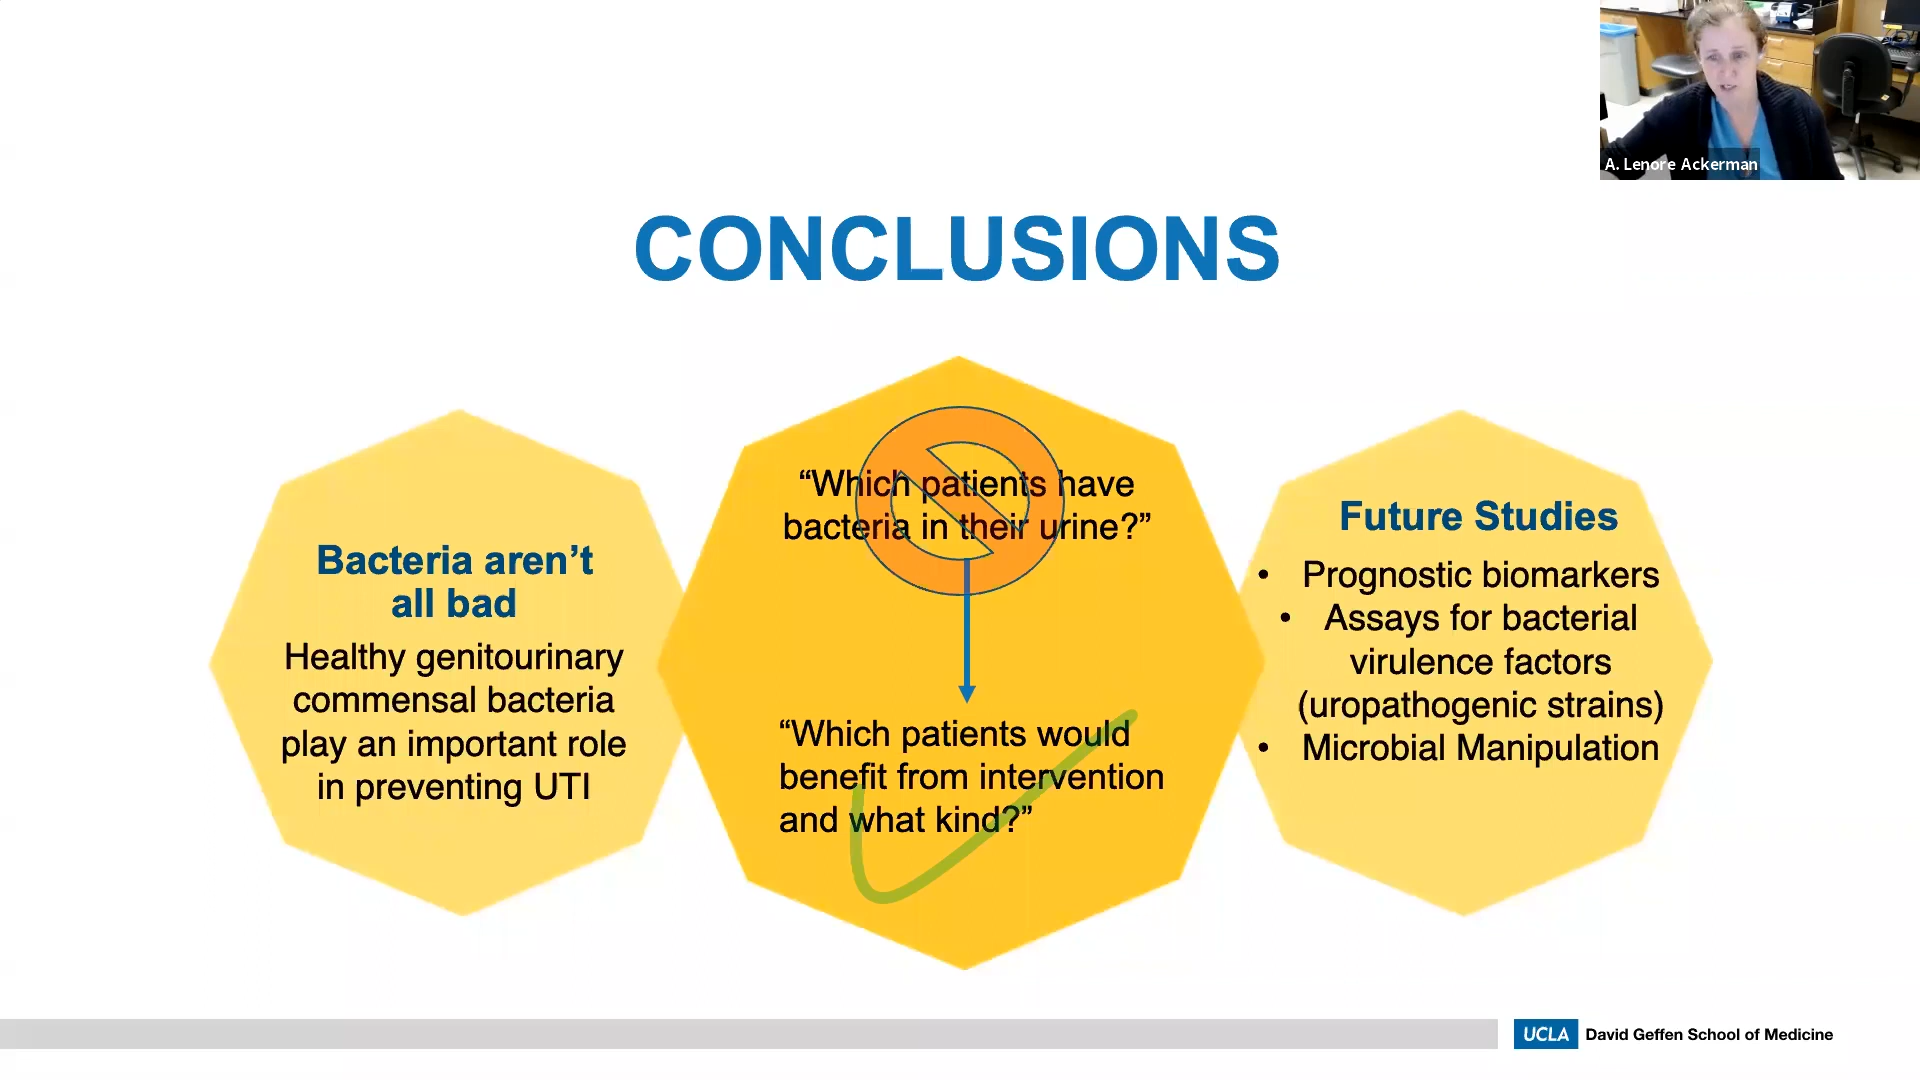 A. Lenore Ackerman
CONCLUSIONS
Bacteria aren’t
all bad
Healthy genitourinary
commensal bacteria
play an important role
in preventing UTI
“Which patients have
bacteria in their urine?”
“Which patients would
benefit from intervention
and what kind?”
Future Studies
• Prognostic biomarkers
• Assays for bacterial
virulence factors
(uropathogenic strains)
• Microbial Manipulation
UCLA David Geffen School of Medicine